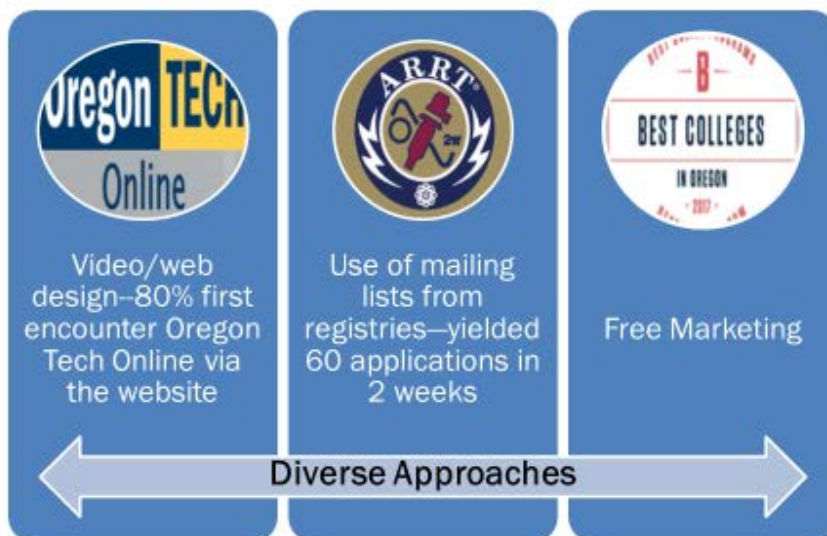 Oregon TECH
Online
Video/web
design--80% first
encounter Oregon
Tech Online via
the website
ARRT®
Use of mailing
lists from
registries—yielded
60 applications in
2 weeks
B
BEST COLLEGES
IN OREGON
· 2017 ·
Free Marketing
Diverse Approaches